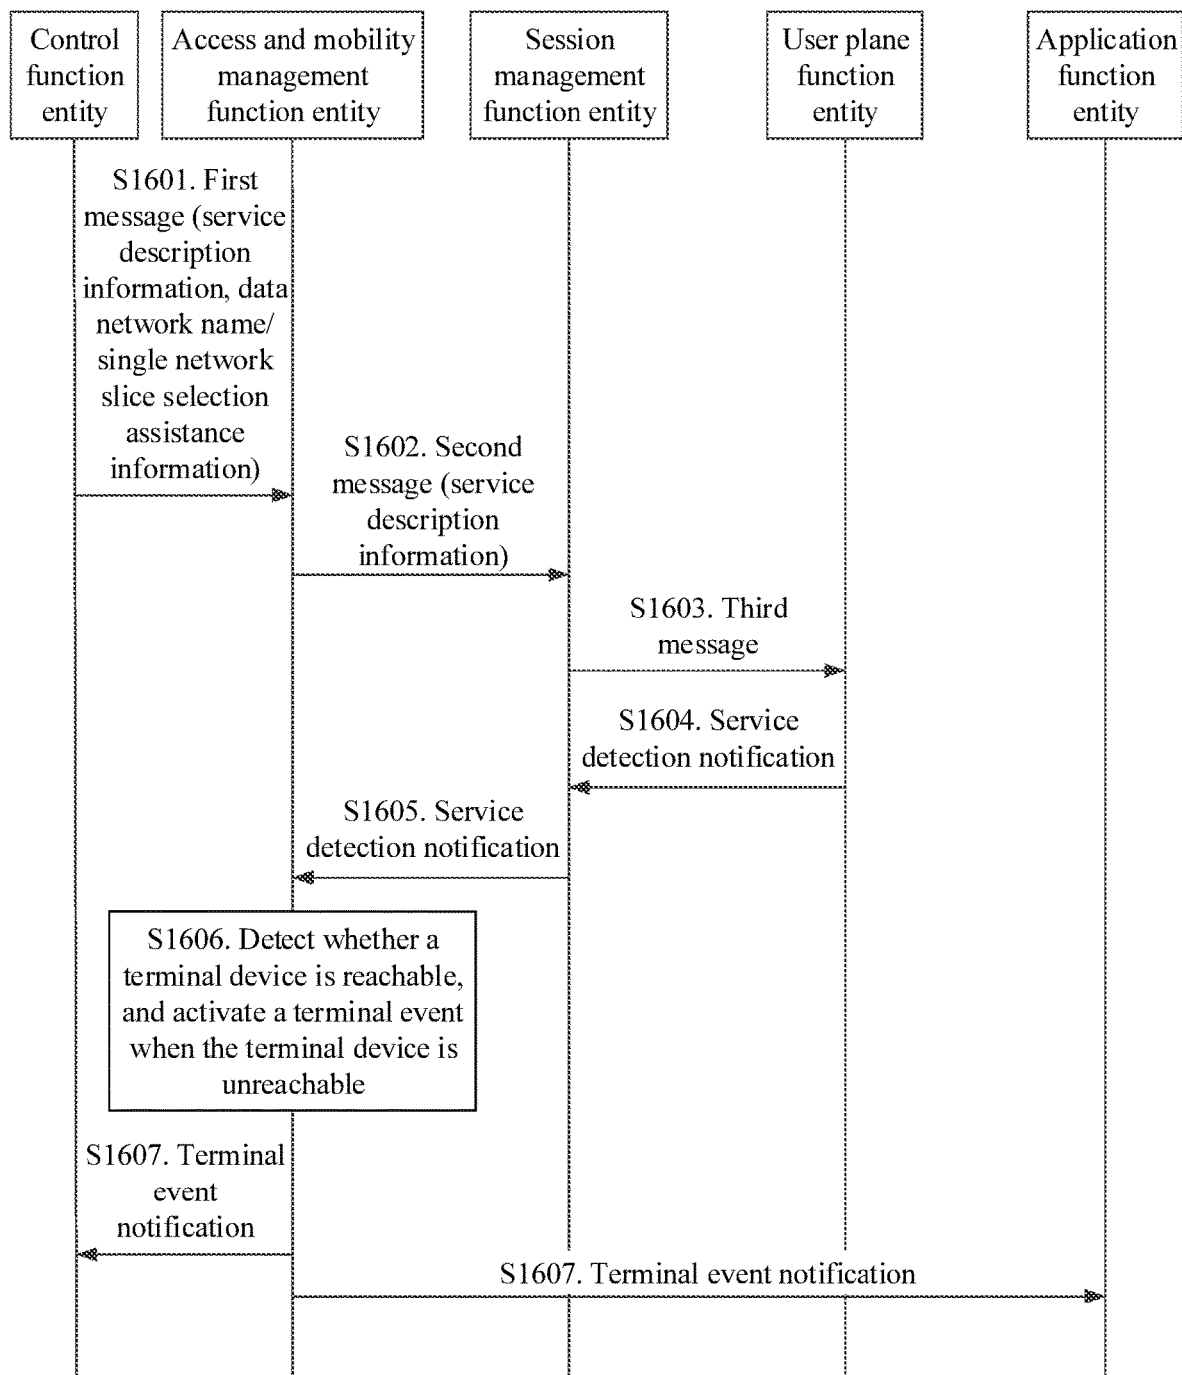 Control
function
entity
Access and mobility
management
function entity
Session
management
function entity
User plane
function
entity
Application
function
entity
S1601. First
message (service
description
information, data
network name/
single network
slice selection
assistance
information)
S1602. Second
message (service
description
information)
S1603. Third
message
S1604. Service
detection notification
S1605. Service
detection notification
S1606. Detect whether a
terminal device is reachable,
and activate a terminal event
when the terminal device is
unreachable
S1607. Terminal
event
notification
S1607. Terminal event notification